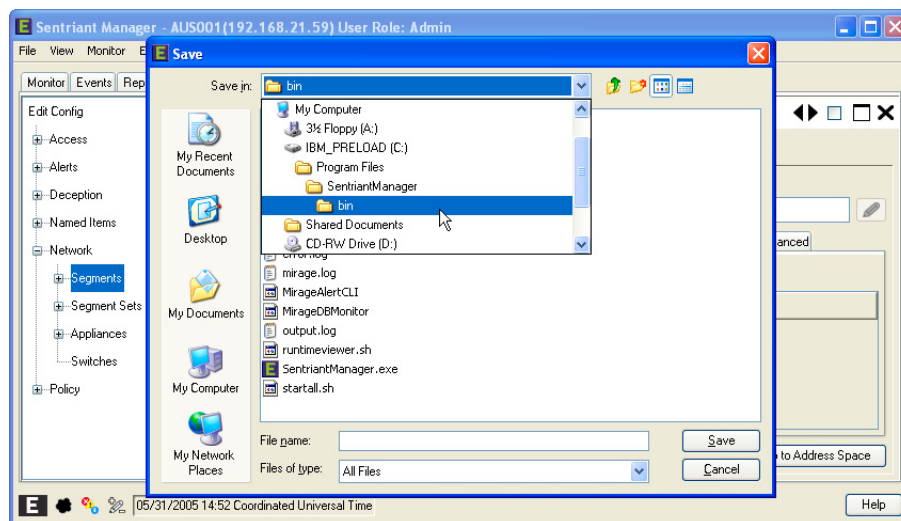 E Sentriant Manager - AUS001(192.168.21.59) User Role: Admin
File View Monitor E
E Save
Monitor Events Rep
Save in: bin
Edit Config
My Computer
3½ Floppy (A:)
Access
IBM_PRELOAD (C:)
My Recent Documents
Alerts
Program Files
SentriantManager
Deception
bin
Named Items
Shared Documents
Desktop
CD-RW Drive (D:)
anced
Network
error.log
Segments
mirage.log
MirageAlertCLI
Segment Sets
My Documents
MirageDBMonitor
output.log
Appliances
runtimeviewer.sh
Switches
E SentriantManager.exe
My Computer
startall.sh
Policy
File name:
Save
My Network Places
to Address Space
Files of type: All Files
Cancel
E 05/31/2005 14:52 Coordinated Universal Time
Help